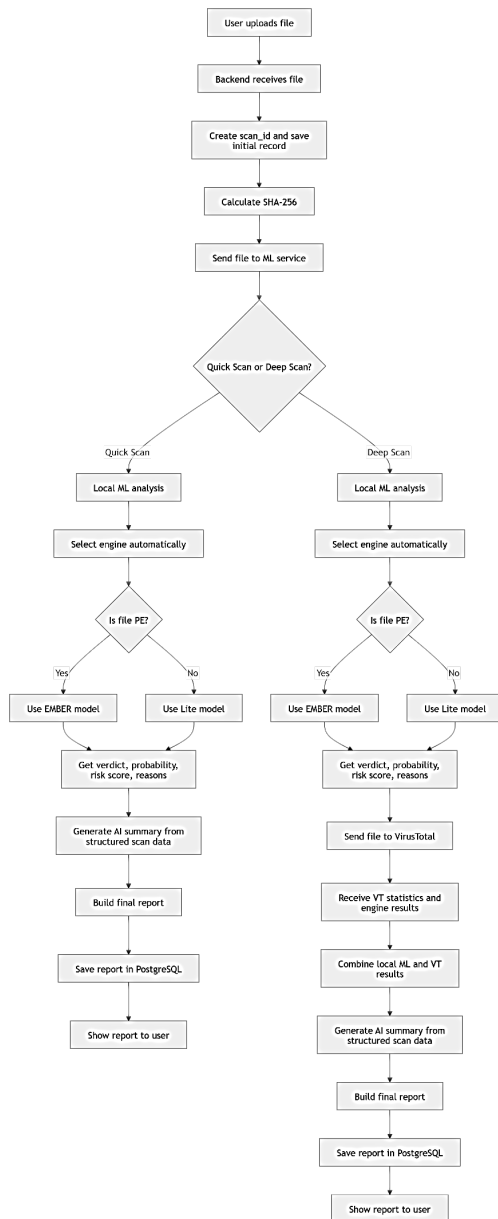 User uploads file
Backend receives file
Create scan_id and save
initial record
Calculate SHA-256
Send file to ML service
Quick Scan or Deep Scan?
Quick Scan
Local ML analysis
Select engine automatically
Is file PE?
Yes
No
Use EMBER model
Use Lite model
Get verdict, probability,
risk score, reasons
Generate AI summary from
structured scan data
Build final report
Save report in PostgreSQL
Show report to user
Deep Scan
Local ML analysis
Select engine automatically
Is file PE?
Yes
No
Use EMBER model
Use Lite model
Get verdict, probability,
risk score, reasons
Send file to VirusTotal
Receive VT statistics and
engine results
Combine local ML and VT
results
Generate AI summary from
structured scan data
Build final report
Save report in PostgreSQL
Show report to user